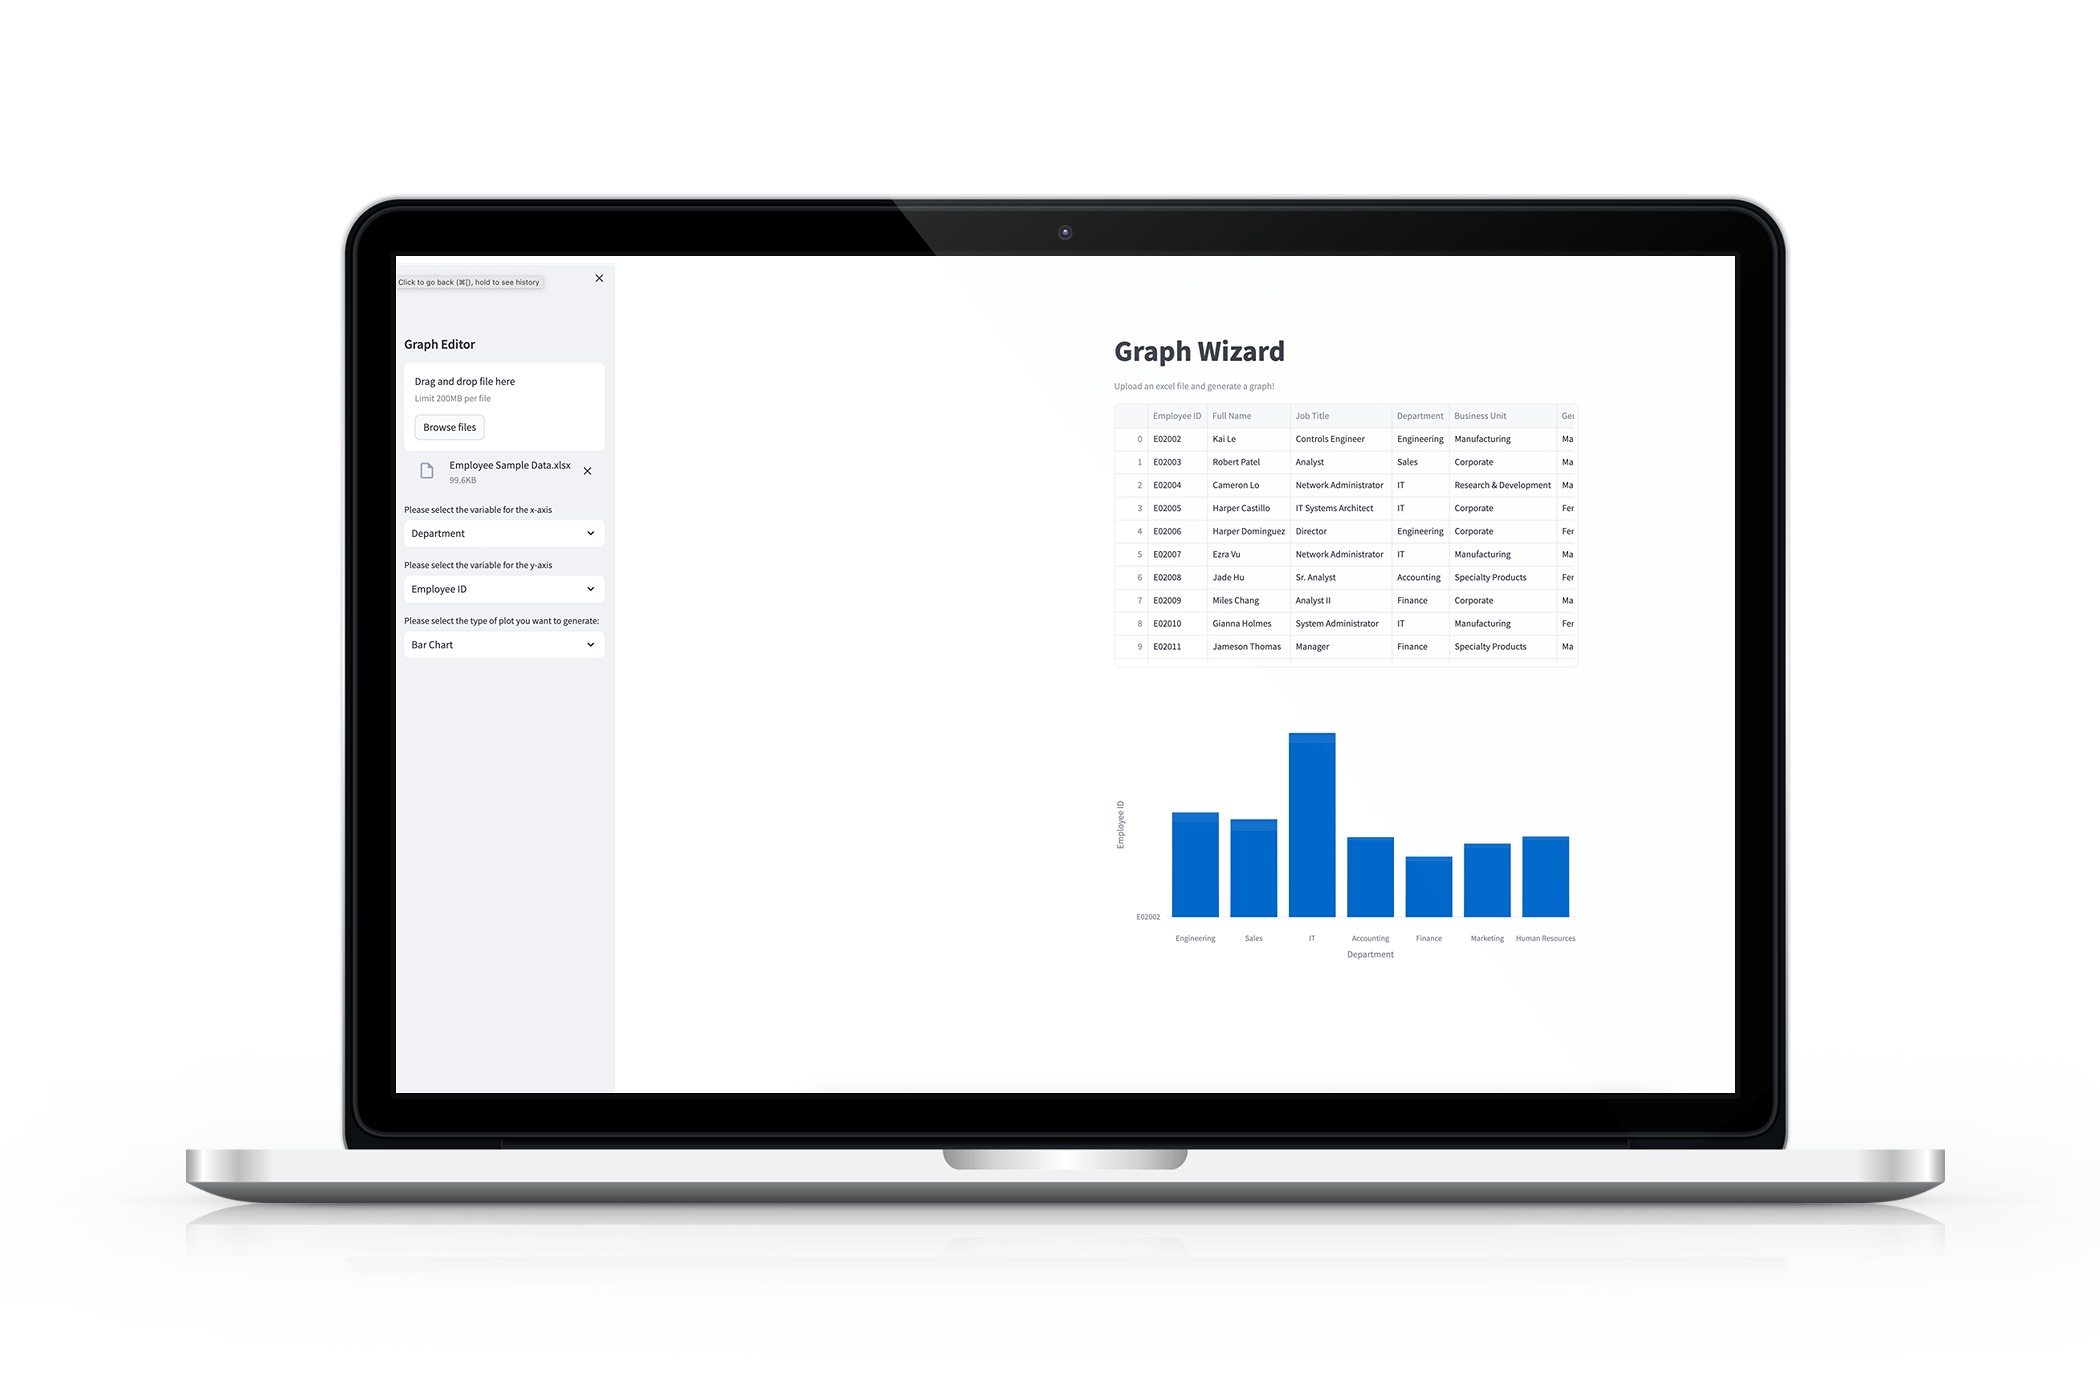 Click to go back (⌘[), hold to see history
Graph Editor
Drag and drop file here
Limit 200MB per file
Browse files
Employee Sample Data.xlsx
99.6KB
Please select the variable for the x-axis
Department
Please select the variable for the y-axis
Employee ID
Please select the type of plot you want to generate:
Bar Chart
Graph Wizard
Upload an excel file and generate a graph!
Employee ID Full Name Job Title Department Business Unit Ge
0 E02002 Kai Le Controls Engineer Engineering Manufacturing Ma
1 E02003 Robert Patel Analyst Sales Corporate Ma
2 E02004 Cameron Lo Network Administrator IT Research & Development Ma
3 E02005 Harper Castillo IT Systems Architect IT Corporate Fer
4 E02006 Harper Dominguez Director Engineering Corporate Fer
5 E02007 Ezra Vu Network Administrator IT Manufacturing Ma
6 E02008 Jade Hu Sr. Analyst Accounting Specialty Products Fer
7 E02009 Miles Chang Analyst II Finance Corporate Ma
8 E02010 Gianna Holmes System Administrator IT Manufacturing Fer
9 E02011 Jameson Thomas Manager Finance Specialty Products Ma
Employee ID
E02002
Engineering Sales IT Accounting Finance Marketing Human Resources
Department